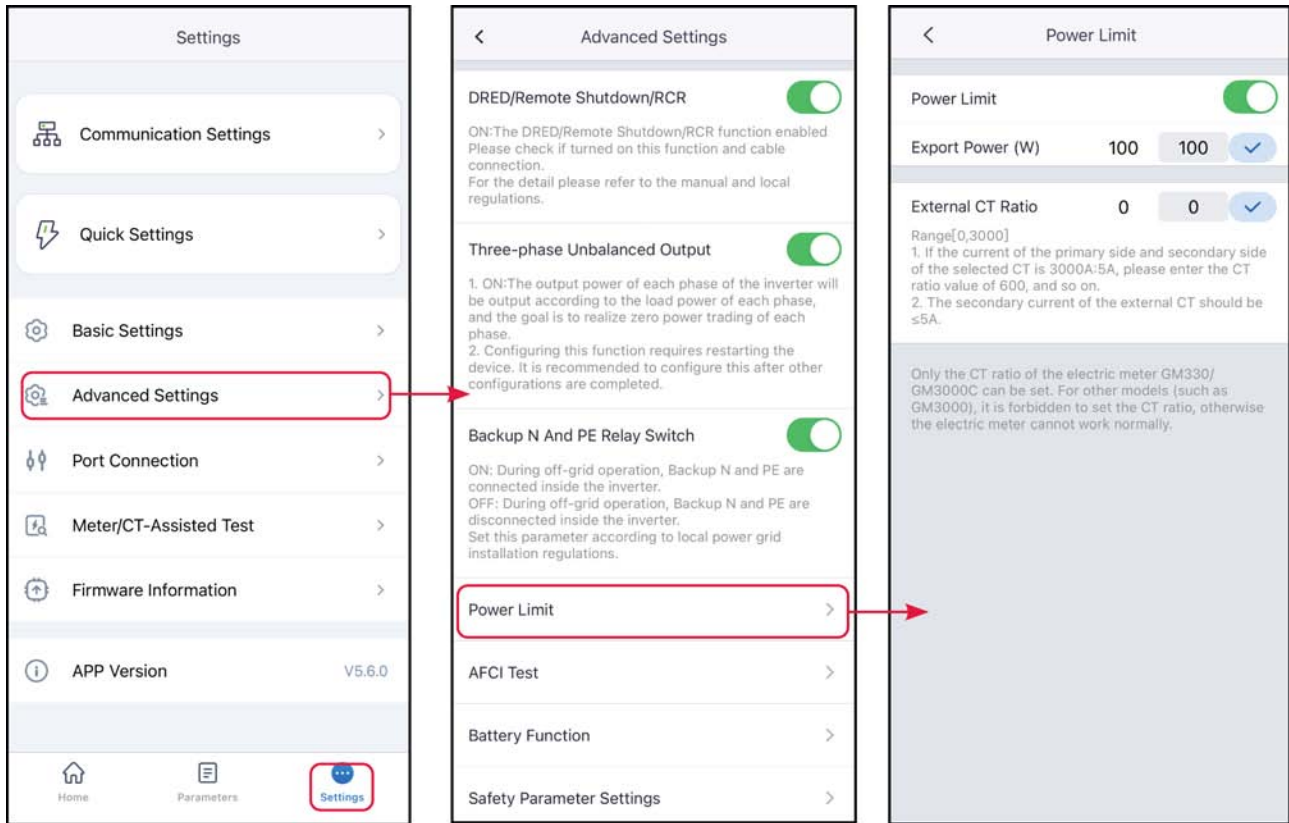 Settings
Communication Settings
Quick Settings
Basic Settings
Advanced Settings
Port Connection
Meter/CT-Assisted Test
Firmware Information
APP Version V5.6.0
Home Parameters Settings
Advanced Settings
DRED/Remote Shutdown/RCR
ON:The DRED/Remote Shutdown/RCR function enabled
Please check if turned on this function and cable
connection.
For the detail please refer to the manual and local
regulations.
Three-phase Unbalanced Output
1. ON:The output power of each phase of the inverter will
be output according to the load power of each phase,
and the goal is to realize zero power trading of each
phase.
2. Configuring this function requires restarting the
device. It is recommended to configure this after other
configurations are completed.
Backup N And PE Relay Switch
ON: During off-grid operation, Backup N and PE are
connected inside the inverter.
OFF: During off-grid operation, Backup N and PE are
disconnected inside the inverter.
Set this parameter according to local power grid
installation regulations.
Power Limit
AFCI Test
Battery Function
Safety Parameter Settings
Power Limit
Power Limit
Export Power (W) 100 100
External CT Ratio 0 0
Range[0,3000]
1. If the current of the primary side and secondary side
of the selected CT is 3000A:5A, please enter the CT
ratio value of 600, and so on.
2. The secondary current of the external CT should be
≤5A.
Only the CT ratio of the electric meter GM330/
GM3000C can be set. For other models (such as
GM3000), it is forbidden to set the CT ratio, otherwise
the electric meter cannot work normally.